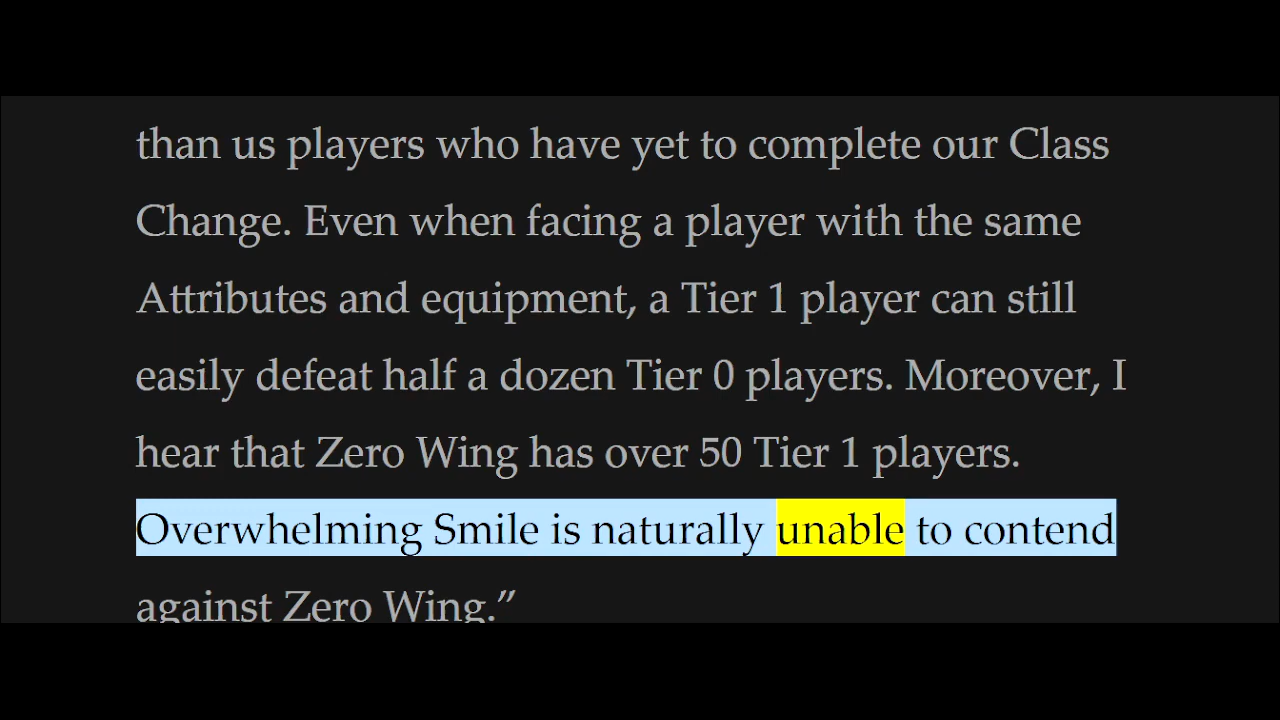 than us players who have yet to complete our Class
Change. Even when facing a player with the same
Attributes and equipment, a Tier 1 player can still
easily defeat half a dozen Tier 0 players. Moreover, I
hear that Zero Wing has over 50 Tier 1 players.
Overwhelming Smile is naturally unable to contend
against Zero Wing.”